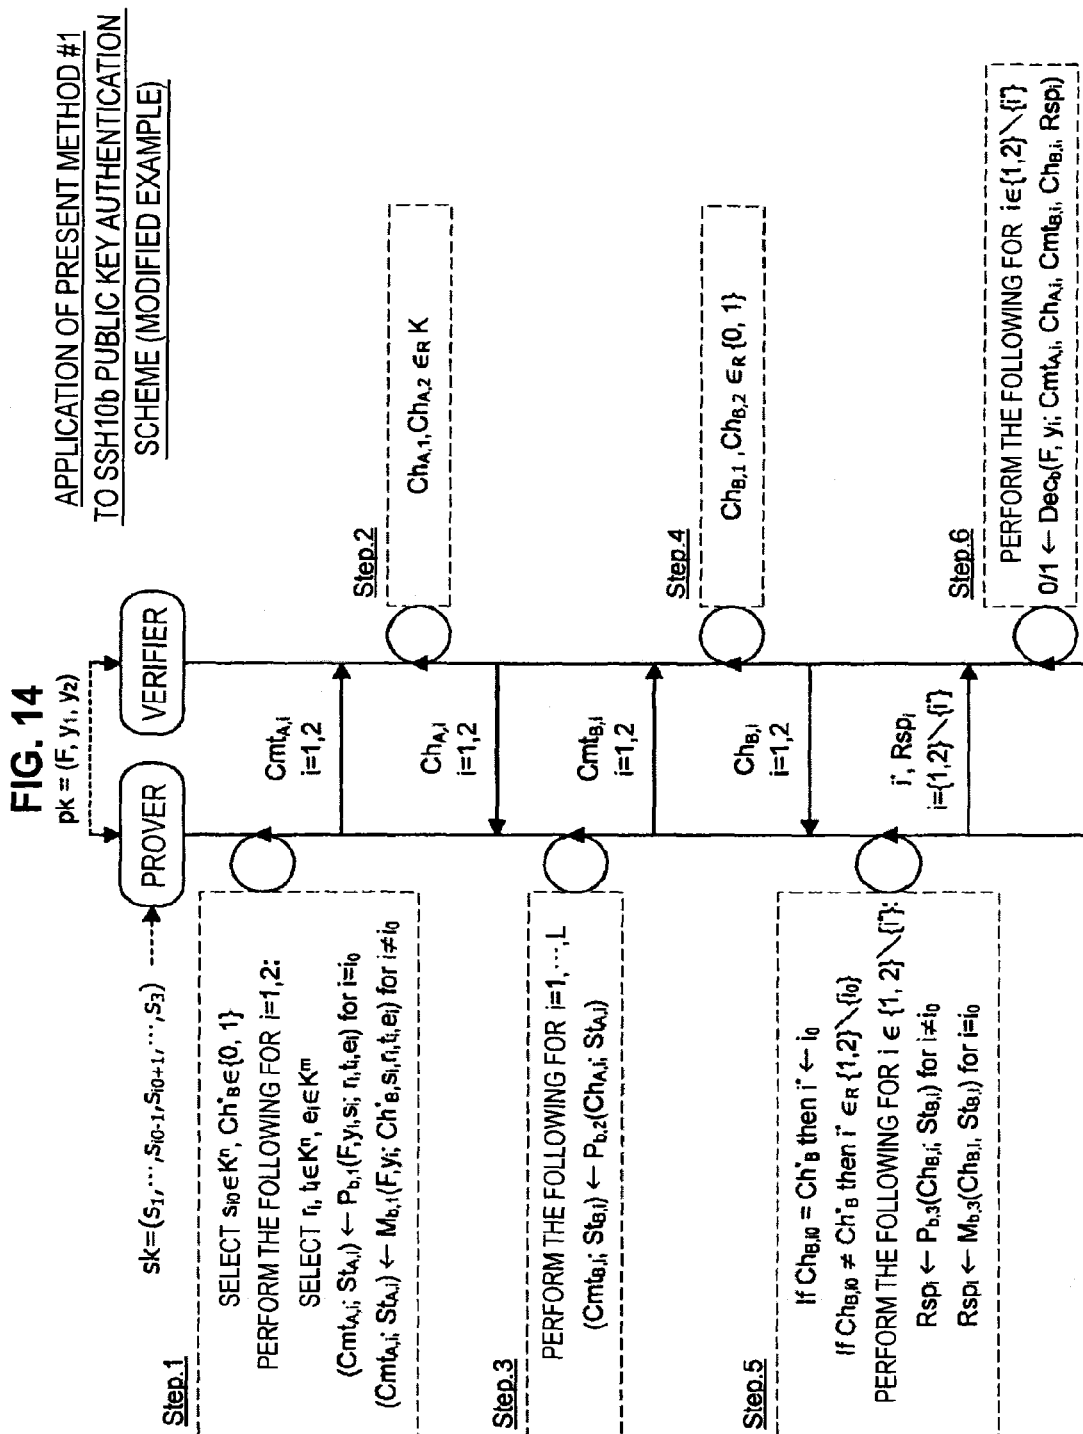 FIG. 14
APPLICATION OF PRESENT METHOD #1
TO SSH10b PUBLIC KEY AUTHENTICATION
SCHEME (MODIFIED EXAMPLE)
pk = (F, y1, y2)
sk=(s1,···,si0-1,si0+1,···,s3)
PROVER
VERIFIER
Step.1
SELECT si0∈K^n, Ch*B∈{0, 1}
PERFORM THE FOLLOWING FOR i=1,2:
SELECT ri, ti∈K^n, ei∈K^m
(CmtA,i; StA,i) ← Pb,1(F,yi,si; ri,ti,ei) for i=i0
(CmtA,i; StA,i) ← Mb,1(F,yi; Ch*B,si,ri,ti,ei) for i≠i0
CmtA,i
i=1,2
Step.2
ChA,1,ChA,2 ∈R K
ChA,i
i=1,2
Step.3
PERFORM THE FOLLOWING FOR i=1,···,L
(CmtB,i; StB,i) ← Pb,2(ChA,i; StA,i)
CmtB,i
i=1,2
Step.4
ChB,1,ChB,2 ∈R {0, 1}
ChB,i
i=1,2
Step.5
If ChB,i0 = Ch*B then i* ← i0
If ChB,i0 ≠ Ch*B then i* ∈R {1,2}\{i0}
PERFORM THE FOLLOWING FOR i ∈ {1, 2}\{i*}:
Rspi ← Pb,3(ChB,i; StB,i) for i≠i0
Rspi ← Mb,3(ChB,i, StB,i) for i=i0
i*, Rspi
i={1,2}\{i*}
Step.6
PERFORM THE FOLLOWING FOR i∈{1,2}\{i*}
0/1 ← Decb(F, yi; CmtA,i, ChA,i, CmtB,i, ChB,i, Rspi)